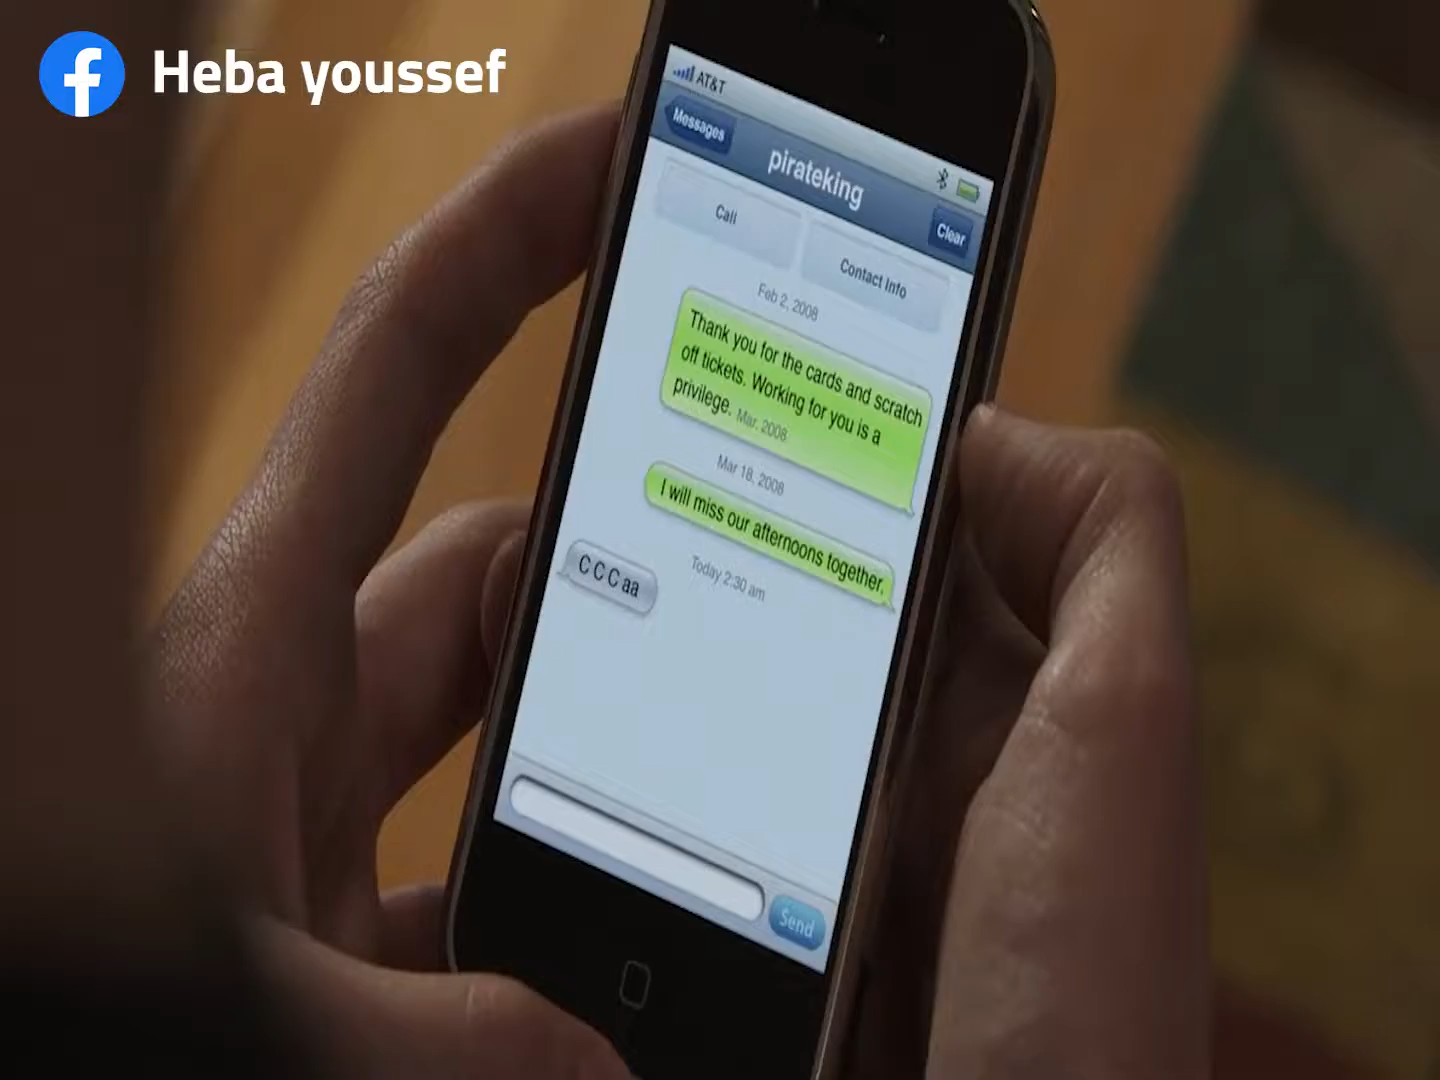 Heba youssef
AT&T
Messages
pirateking
Clear
Call
Contact Info
Feb 2, 2008
Thank you for the cards and scratch
off tickets. Working for you is a
privilege. Mar. 2008
Mar 18, 2008
I will miss our afternoons together.
Today 2:30 am
C C C aa
Send